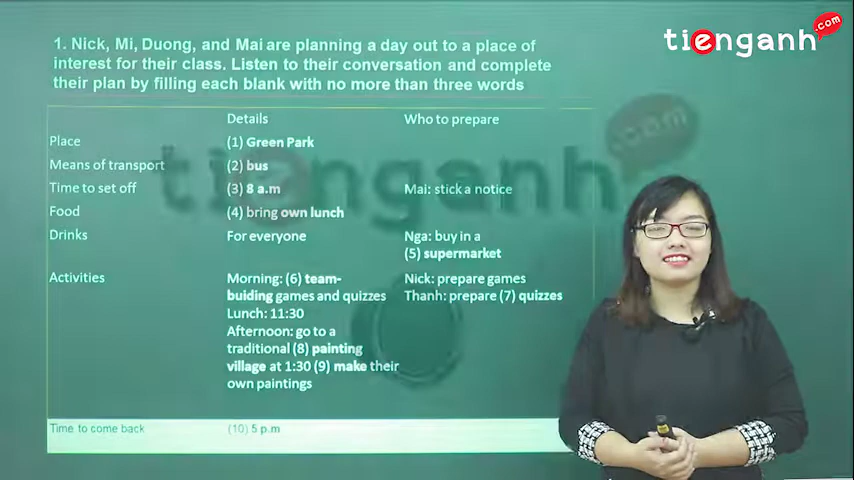 1. Nick, Mi, Duong, and Mai are planning a day out to a place of
interest for their class. Listen to their conversation and complete
their plan by filling each blank with no more than three words
tienganh.com
Details Who to prepare
Place (1) Green Park
Means of transport (2) bus
Time to set off (3) 8 a.m Mai: stick a notice
Food (4) bring own lunch
Drinks For everyone Nga: buy in a
(5) supermarket
Activities Morning: (6) team- Nick: prepare games
buiding games and quizzes Thanh: prepare (7) quizzes
Lunch: 11:30
Afternoon: go to a
traditional (8) painting
village at 1:30 (9) make their
own paintings
Time to come back (10) 5 p.m
tienganh.com